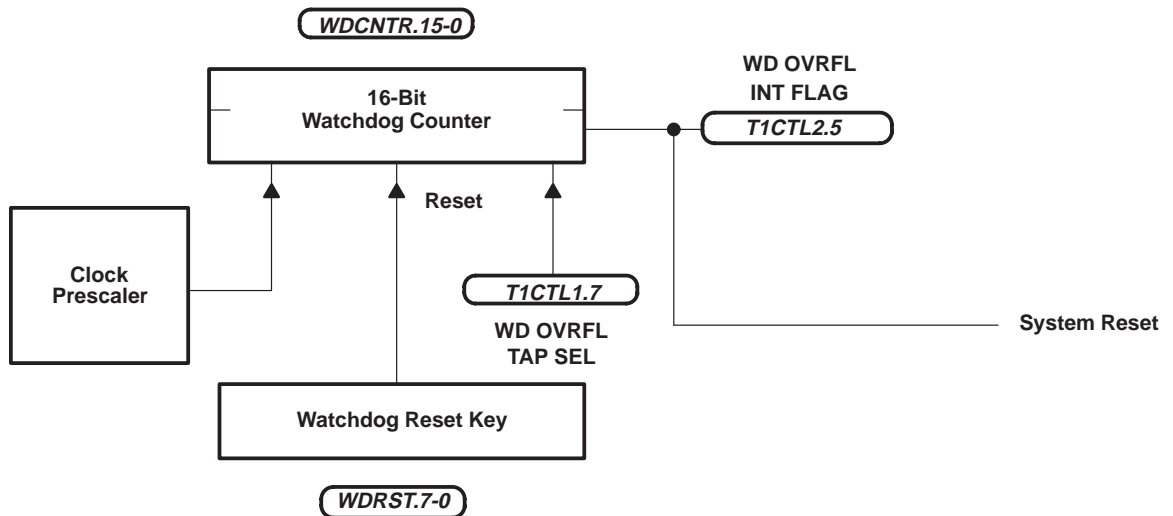 WDCNTR.15-0
16-Bit
Watchdog Counter
WD OVRFL
INT FLAG
T1CTL2.5
Reset
Clock
Prescaler
T1CTL1.7
WD OVRFL
TAP SEL
System Reset
Watchdog Reset Key
WDRST.7-0